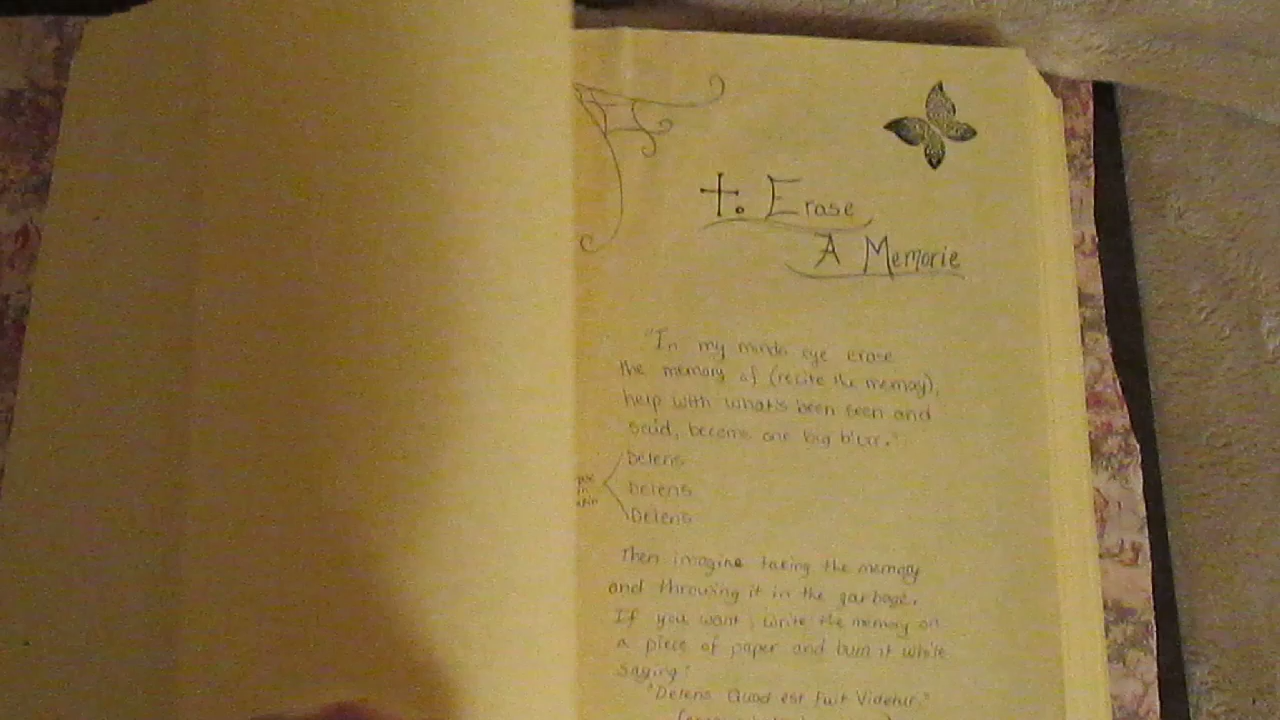 To Erase
A Memorie
"In my minds eye erase
the memory of (recite the memory),
help with what's been seen and
said, become one big blurr."
Delens
Delens
Delens
in
Then imagine taking the memory
and throwing it in the garbage.
If you want, write the memory on
a piece of paper and burn it while
saying:
"Delens Quod est Fuit Videtur."